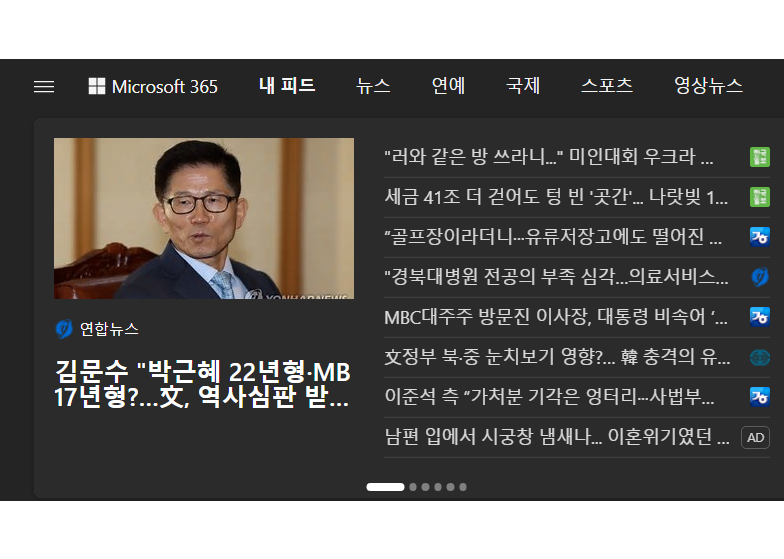 Microsoft 365
내 피드
뉴스
연예
국제
스포츠
영상뉴스
YONHAPNEWS
연합뉴스
김문수 "박근혜 22년형·MB
17년형?...文, 역사심판 받...
"러와 같은 방 쓰라니..." 미인대회 우크라 ...
세금 41조 더 걷어도 텅 빈 '곳간'... 나랏빚 1...
“골프장이라더니…유류저장고에도 떨어진 ...
"경북대병원 전공의 부족 심각...의료서비스...
MBC대주주 방문진 이사장, 대통령 비속어 ‘...
文정부 북·중 눈치보기 영향?... 韓 충격의 유...
이준석 측 “가처분 기각은 엉터리…사법부...
남편 입에서 시궁창 냄새나... 이혼위기였던 ...
AD